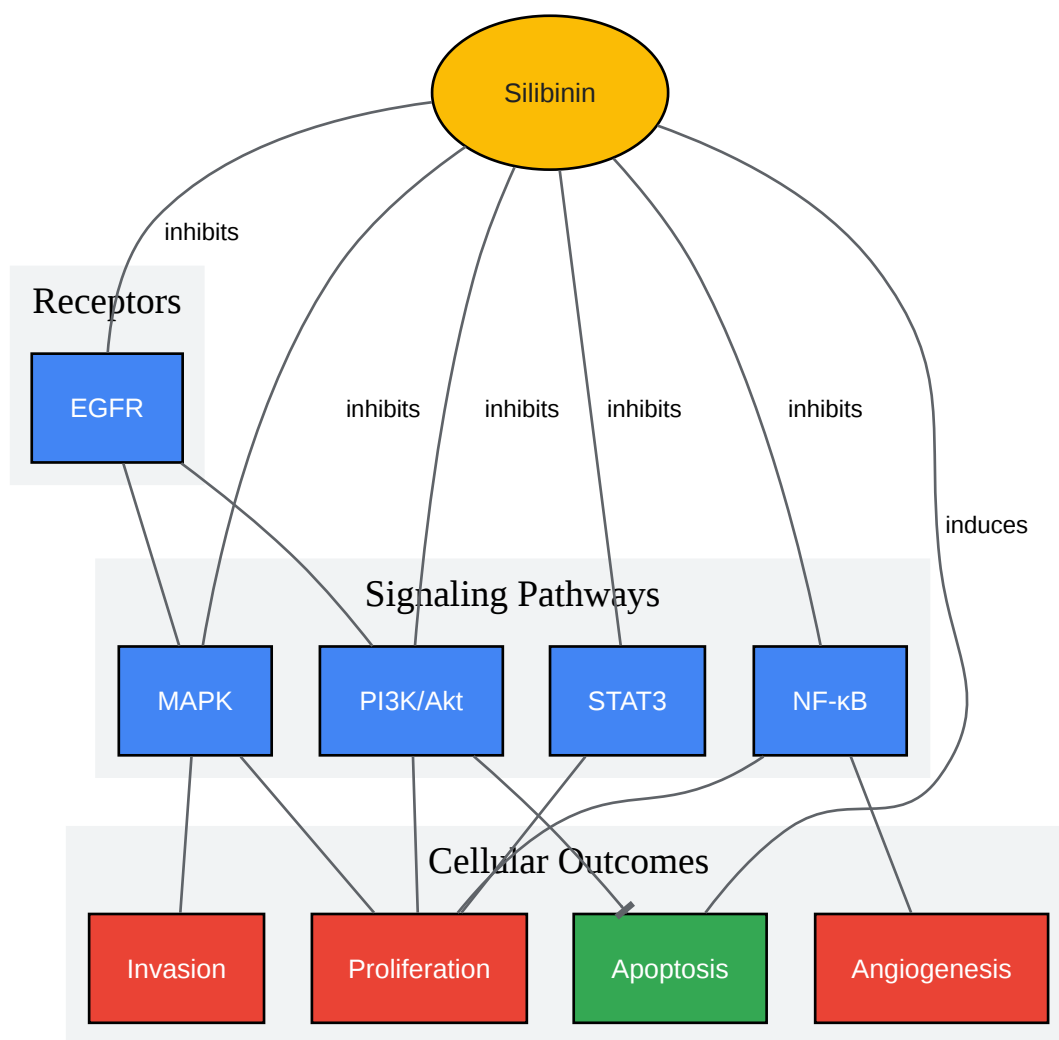 Silibinin
inhibits
Receptors
EGFR
inhibits
inhibits
inhibits
inhibits
induces
Signaling Pathways
MAPK
PI3K/Akt
STAT3
NF-κB
Cellular Outcomes
Invasion
Proliferation
Apoptosis
Angiogenesis